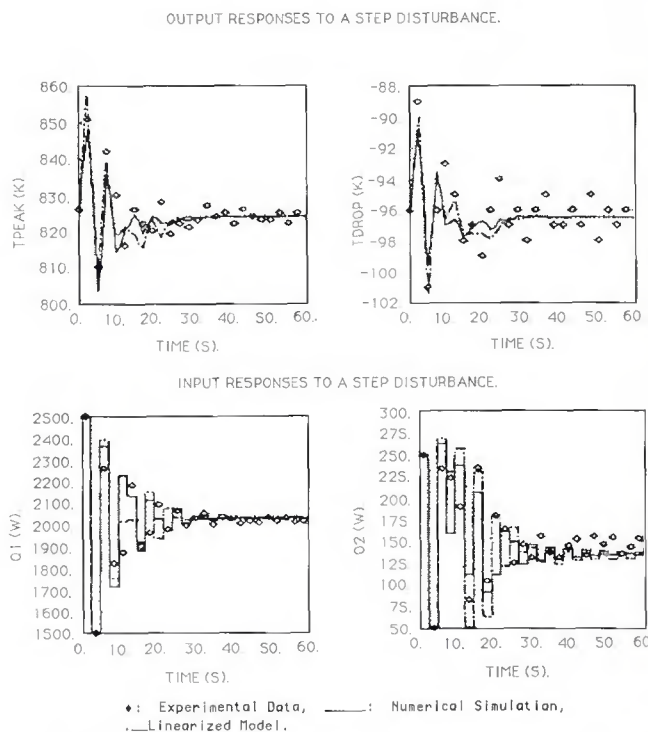 OUTPUT RESPONSES TO A STEP DISTURBANCE.
TPEAK (K)
860.
850.
840.
830.
820.
810.
800.
0. 10. 20. 30. 40. 50. 60.
TIME (S).
TDROP (K)
-88.
-90.
-92.
-94.
-96.
-98.
-100.
-102.
0. 10. 20. 30. 40. 50. 60.
TIME (S).
INPUT RESPONSES TO A STEP DISTURBANCE.
Q1 (W)
2500.
2400.
2300.
2200.
2100.
2000.
1900.
1800.
1700.
1600.
1500.
0. 10. 20. 30. 40. 50. 60.
TIME (S).
Q2 (W)
300.
275.
250.
225.
200.
175.
150.
125.
100.
75.
50.
0. 10. 20. 30. 40. 50. 60.
TIME (S).
♦: Experimental Data, ____: Numerical Simulation,
.__Linearized Model.